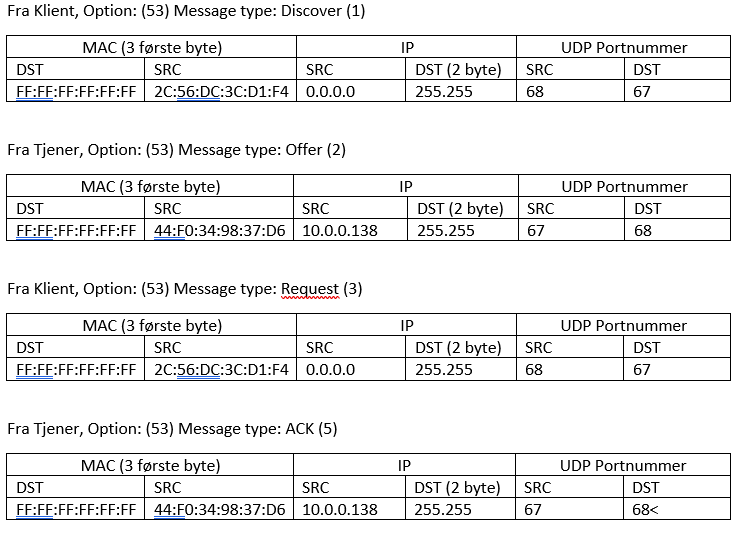 Fra Klient, Option: (53) Message type: Discover (1)
MAC (3 første byte) IP UDP Portnummer
DST SRC SRC DST (2 byte) SRC DST
FF:FF:FF:FF:FF:FF 2C:56:DC:3C:D1:F4 0.0.0.0 255.255 68 67
Fra Tjener, Option: (53) Message type: Offer (2)
MAC (3 første byte) IP UDP Portnummer
DST SRC SRC DST (2 byte) SRC DST
FF:FF:FF:FF:FF:FF 44:F0:34:98:37:D6 10.0.0.138 255.255 67 68
Fra Klient, Option: (53) Message type: Request (3)
MAC (3 første byte) IP UDP Portnummer
DST SRC SRC DST (2 byte) SRC DST
FF:FF:FF:FF:FF:FF 2C:56:DC:3C:D1:F4 0.0.0.0 255.255 68 67
Fra Tjener, Option: (53) Message type: ACK (5)
MAC (3 første byte) IP UDP Portnummer
DST SRC SRC DST (2 byte) SRC DST
FF:FF:FF:FF:FF:FF 44:F0:34:98:37:D6 10.0.0.138 255.255 67 68<